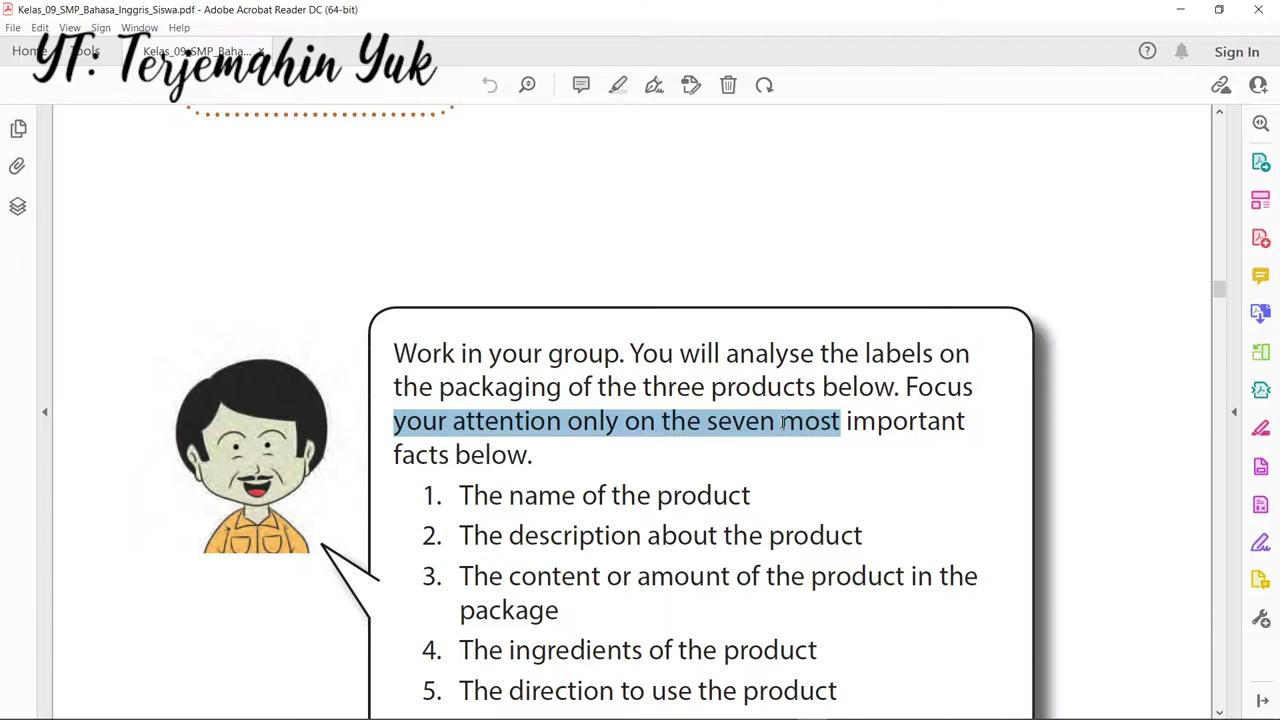 Kelas_09_SMP_Bahasa_Inggris_Siswa.pdf - Adobe Acrobat Reader DC (64-bit)
File Edit View Sign Window Help
Home Tools Kelas_09_SMP_Baha... × Sign In
YT: Terjemahin Yuk
Work in your group. You will analyse the labels on
the packaging of the three products below. Focus
your attention only on the seven most important
facts below.
1. The name of the product
2. The description about the product
3. The content or amount of the product in the
package
4. The ingredients of the product
5. The direction to use the product